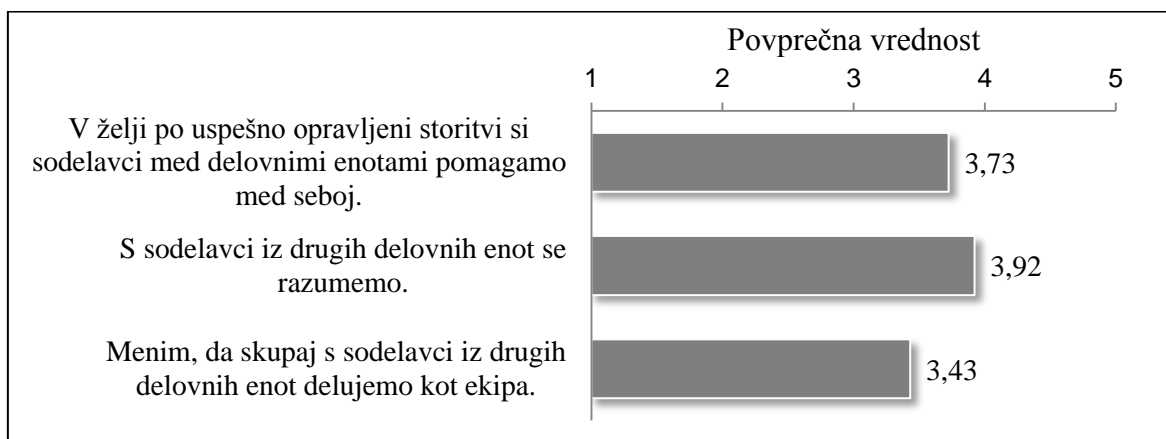 Povprečna vrednost
1 2 3 4 5
V želji po uspešno opravljeni storitvi si
sodelavci med delovnimi enotami pomagamo
med seboj.
3,73
S sodelavci iz drugih delovnih enot se
razumemo.
3,92
Menim, da skupaj s sodelavci iz drugih
delovnih enot delujemo kot ekipa.
3,43